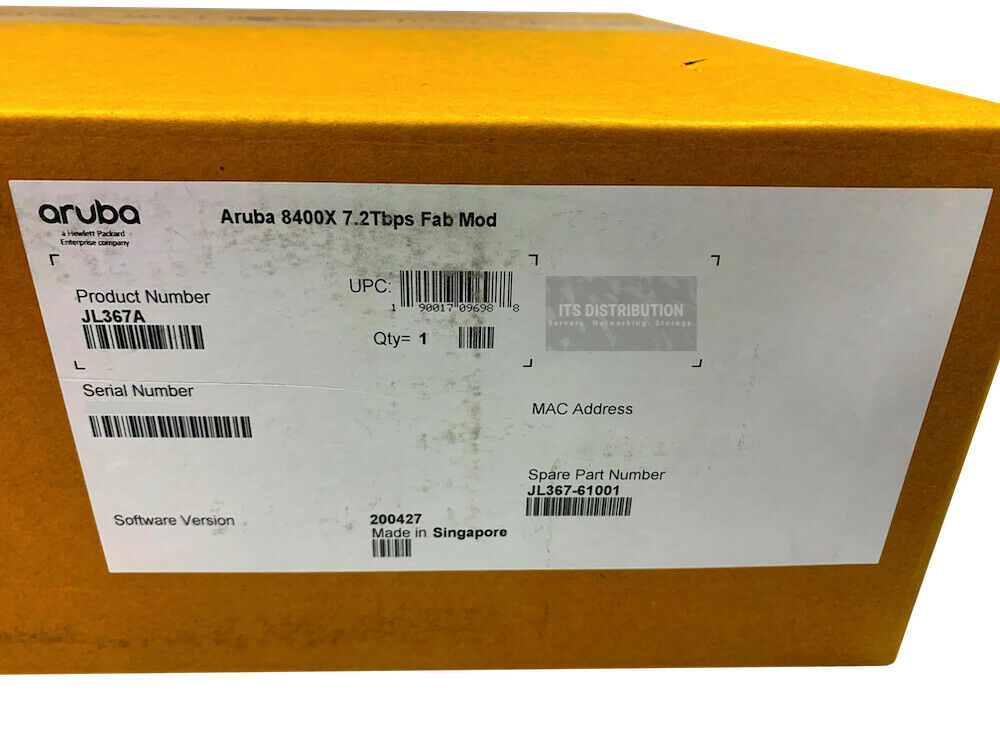 aruba
a Hewlett Packard
Enterprise company
Aruba 8400X 7.2Tbps Fab Mod
Product Number
JL367A
UPC:
1 90017 09698 8
Qty= 1
ITS DISTRIBUTION
Servers. Networking. Storage.
Serial Number
MAC Address
Spare Part Number
JL367-61001
Software Version
200427
Made in Singapore